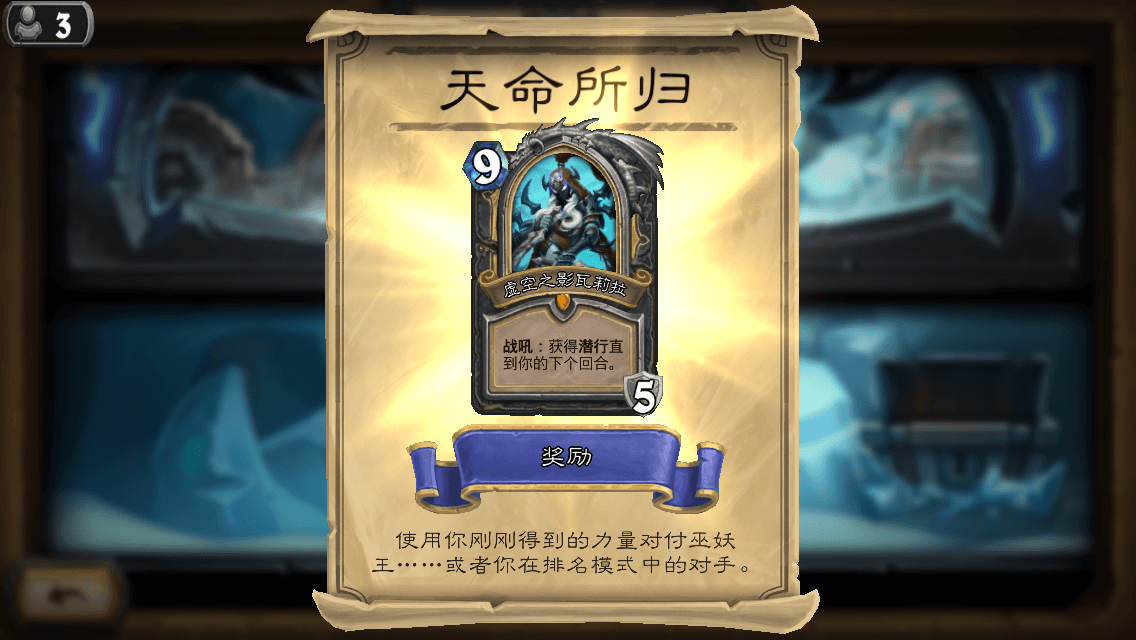 3
天命所归
9
虚空之影瓦莉拉
战吼：获得潜行直
到你的下个回合。
5
奖励
使用你刚刚得到的力量对付巫妖
王……或者你在排名模式中的对手。